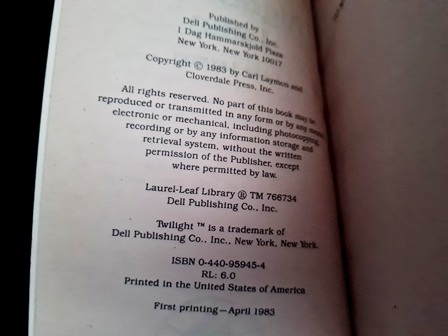 Published by
Dell Publishing Co., Inc.
1 Dag Hammarskjold Plaza
New York, New York 10017
Copyright © 1983 by Carl Laymon and
Cloverdale Press, Inc.
All rights reserved. No part of this book may be
reproduced or transmitted in any form or by any means
electronic or mechanical, including photocopying,
recording or by any information storage and
retrieval system, without the written
permission of the Publisher, except
where permitted by law.
Laurel-Leaf Library ® TM 766734
Dell Publishing Co., Inc.
Twilight ™ is a trademark of
Dell Publishing Co., Inc., New York, New York.
ISBN 0-440-95945-4
RL: 6.0
Printed in the United States of America
First printing—April 1983